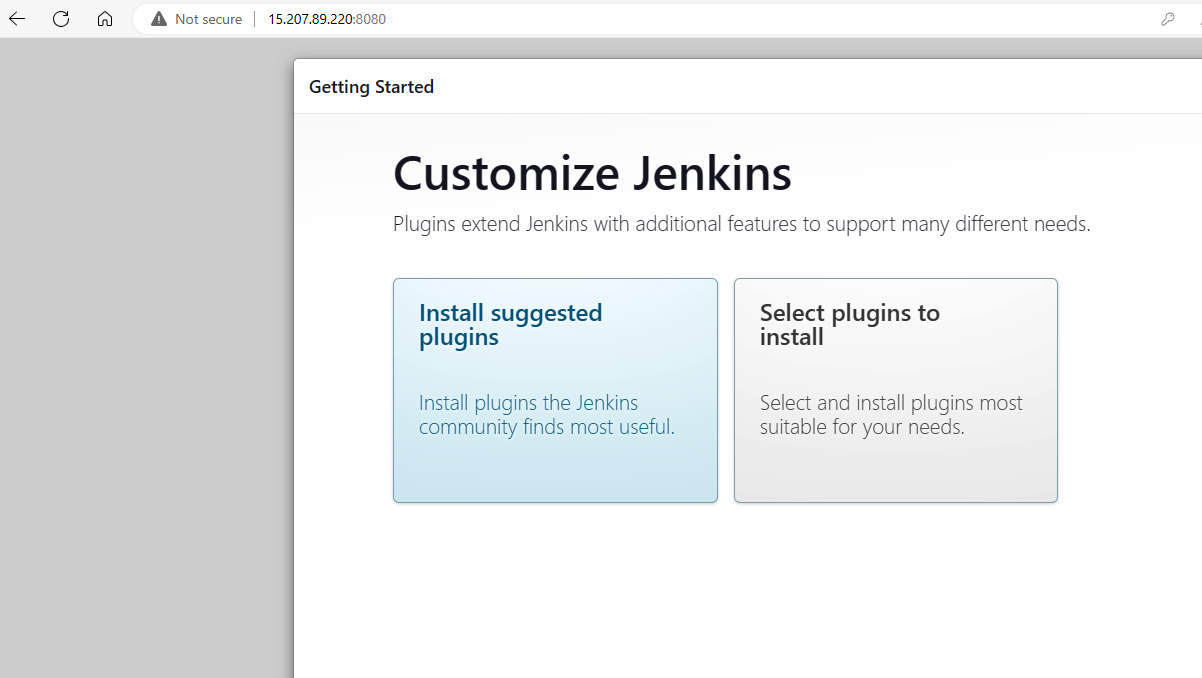 Not secure | 15.207.89.220:8080
Getting Started
Customize Jenkins
Plugins extend Jenkins with additional features to support many different needs.
Install suggested
plugins
Install plugins the Jenkins
community finds most useful.
Select plugins to
install
Select and install plugins most
suitable for your needs.